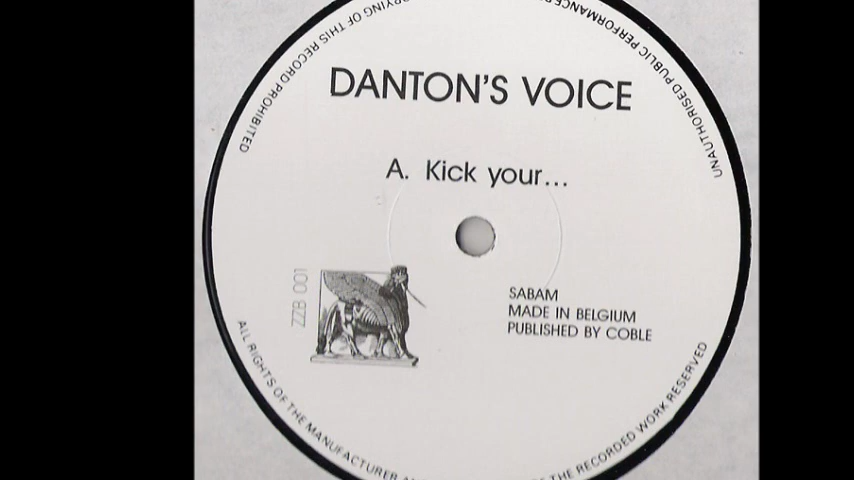 DANTON'S VOICE
A. Kick your...
ZZB 001
SABAM
MADE IN BELGIUM
PUBLISHED BY COBLE
ALL RIGHTS OF THE MANUFACTURER
THE RECORDED WORK RESERVED
UNAUTHORISED PUBLIC PERFORMANCE
OF THIS RECORD PROHIBITED